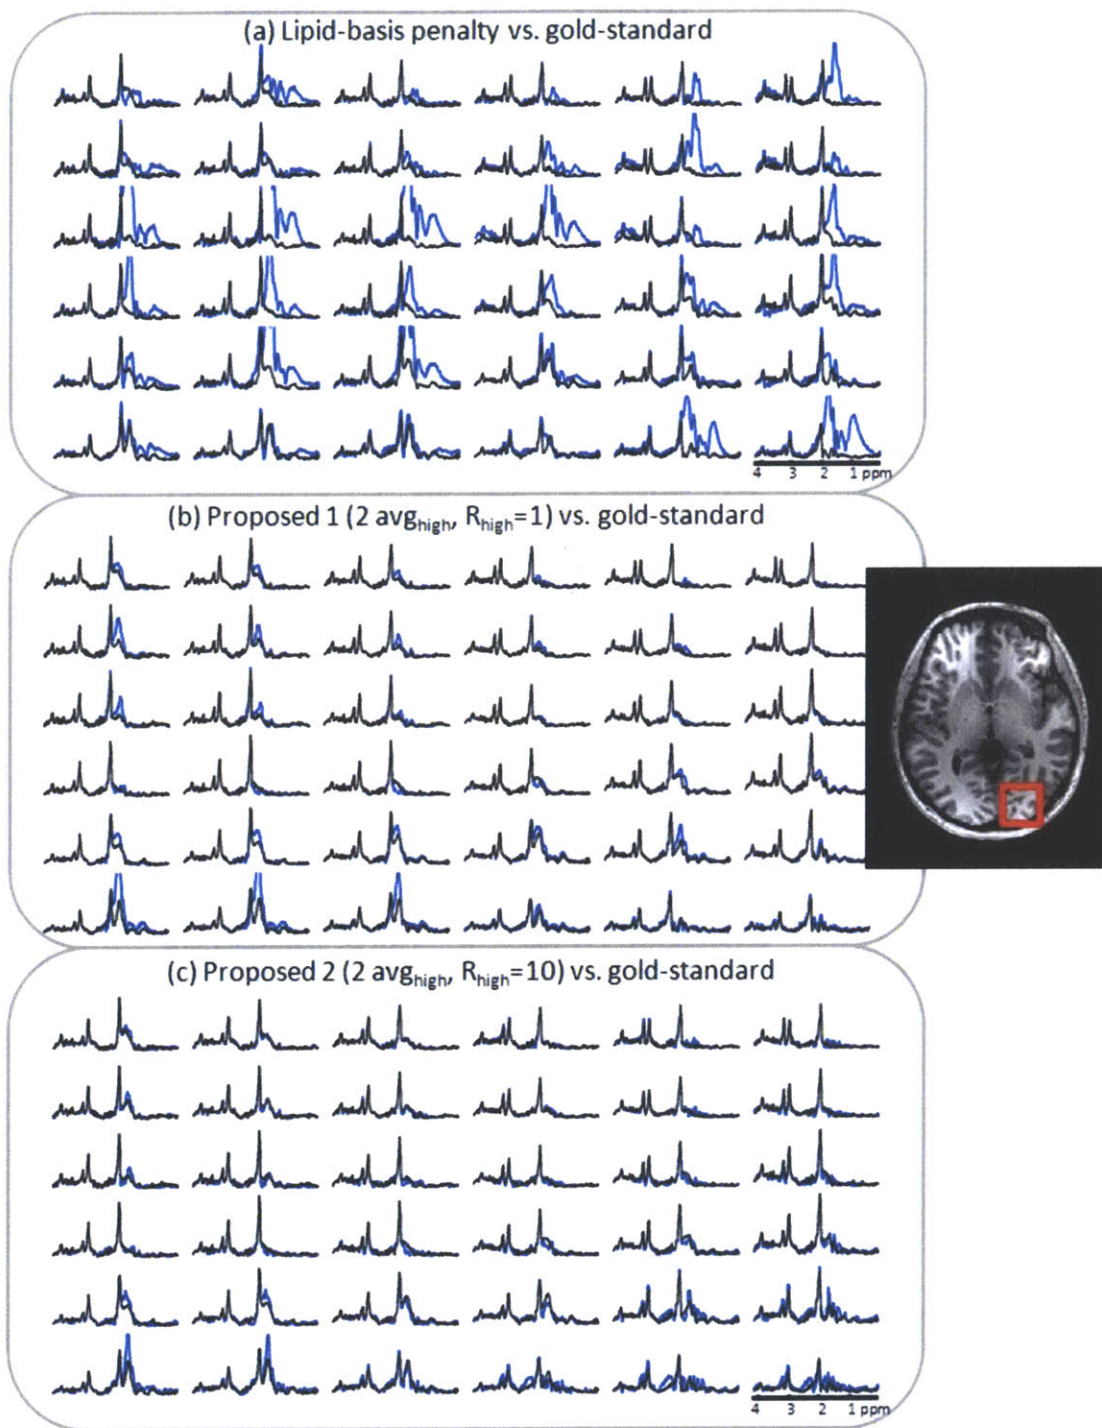 (a) Lipid-basis penalty vs. gold-standard
4 3 2 1 ppm
(b) Proposed 1 (2 avghigh, Rhigh=1) vs. gold-standard
(c) Proposed 2 (2 avghigh, Rhigh=10) vs. gold-standard
4 3 2 1 ppm